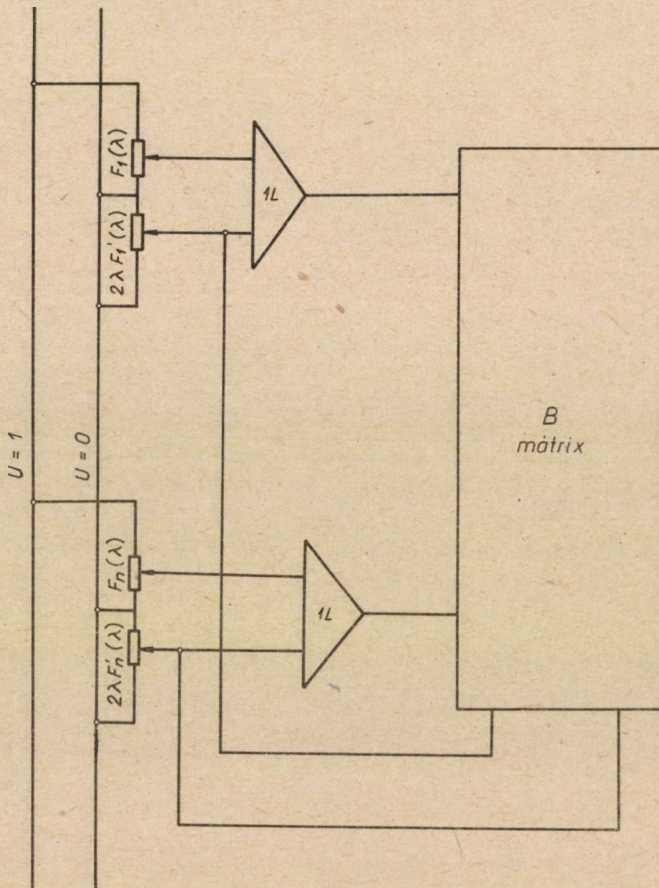 F₁(λ)
2λF₁'(λ)
1L
U = 1
U = 0
B
mátrix
Fₙ(λ)
2λFₙ'(λ)
1L